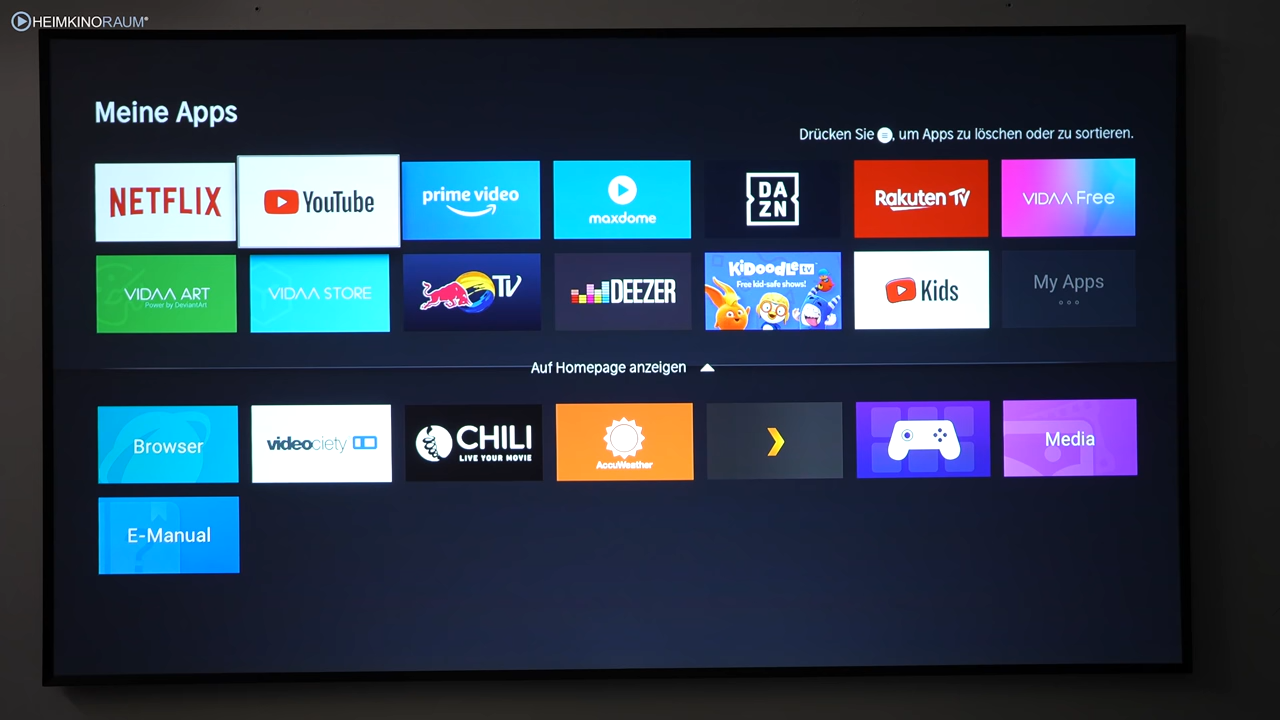 HEIMKINORAUM®
Meine Apps
Drücken Sie , um Apps zu löschen oder zu sortieren.
NETFLIX
YouTube
prime video
maxdome
DA
ZN
Rakuten TV
VIDAA Free
VIDAA ART
Power by DeviantArt
VIDAA STORE
TV
DEEZER
KiDOODLE TV
Free kid-safe shows!
Kids
My Apps
Auf Homepage anzeigen
Browser
videociety
CHILI
LIVE YOUR MOVIE
AccuWeather
Media
E-Manual